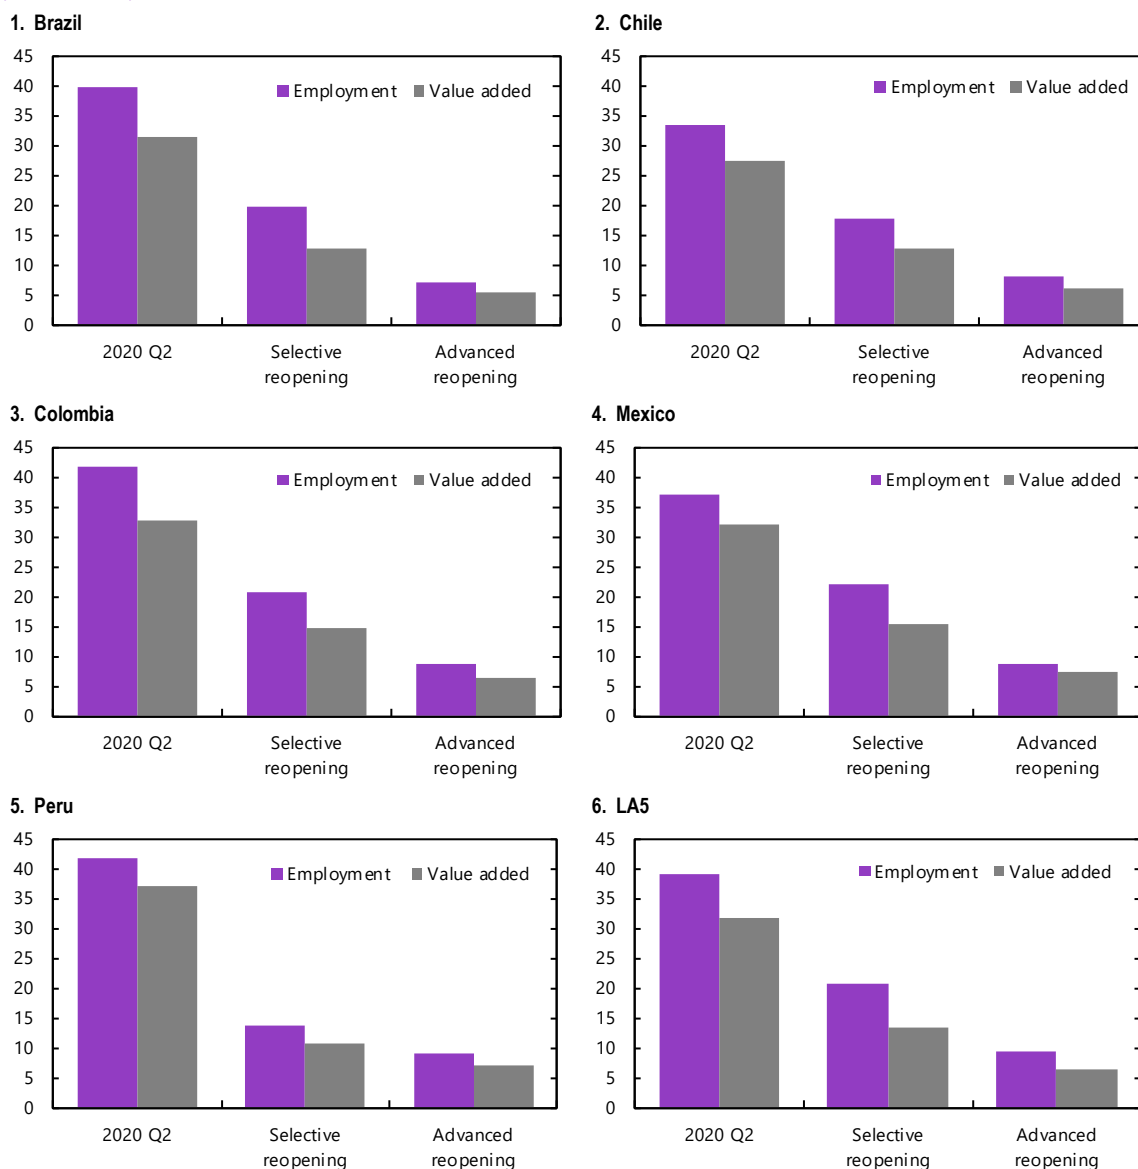 1. Brazil
45
40
35
30
25
20
15
10
5
0
Employment Value added
2020 Q2 Selective Advanced
reopening reopening
2. Chile
45
40
35
30
25
20
15
10
5
0
Employment Value added
2020 Q2 Selective Advanced
reopening reopening
3. Colombia
45
40
35
30
25
20
15
10
5
0
Employment Value added
2020 Q2 Selective Advanced
reopening reopening
4. Mexico
45
40
35
30
25
20
15
10
5
0
Employment Value added
2020 Q2 Selective Advanced
reopening reopening
5. Peru
45
40
35
30
25
20
15
10
5
0
Employment Value added
2020 Q2 Selective Advanced
reopening reopening
6. LA5
45
40
35
30
25
20
15
10
5
0
Employment Value added
2020 Q2 Selective Advanced
reopening reopening